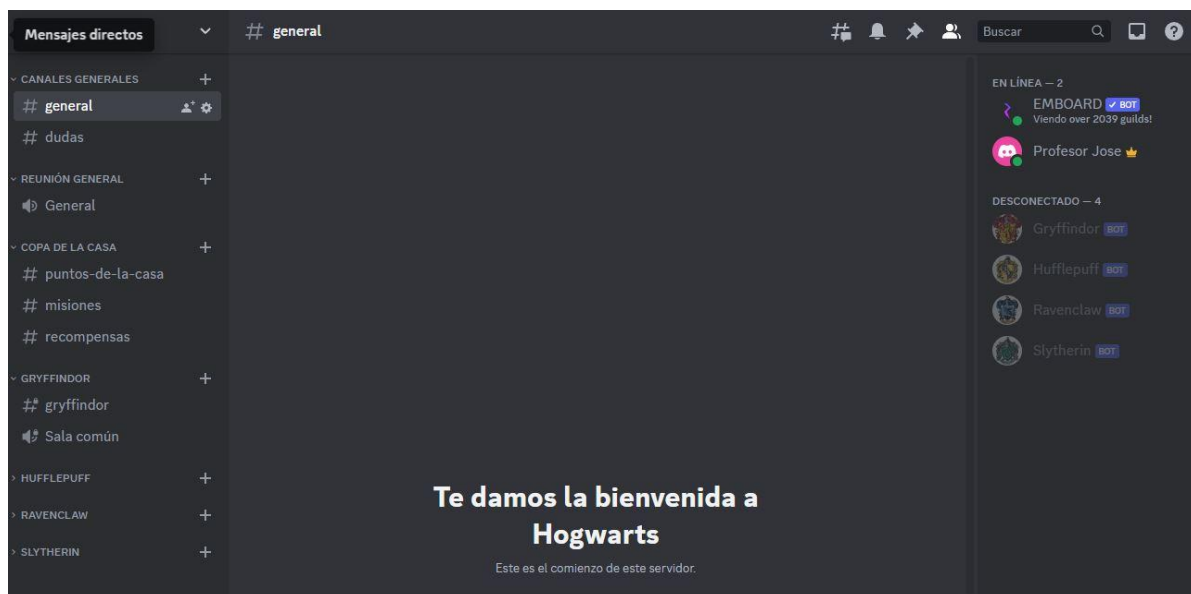 Mensajes directos
# general
Buscar
CANALES GENERALES
# general
# dudas
REUNIÓN GENERAL
General
COPA DE LA CASA
# puntos-de-la-casa
# misiones
# recompensas
GRYFFINDOR
# gryffindor
Sala común
HUFFLEPUFF
RAVENCLAW
SLYTHERIN
Te damos la bienvenida a
Hogwarts
Este es el comienzo de este servidor.
EN LÍNEA — 2
EMBOARD BOT
Viendo over 2039 guilds!
Profesor Jose
DESCONECTADO — 4
Gryffindor BOT
Hufflepuff BOT
Ravenclaw BOT
Slytherin BOT